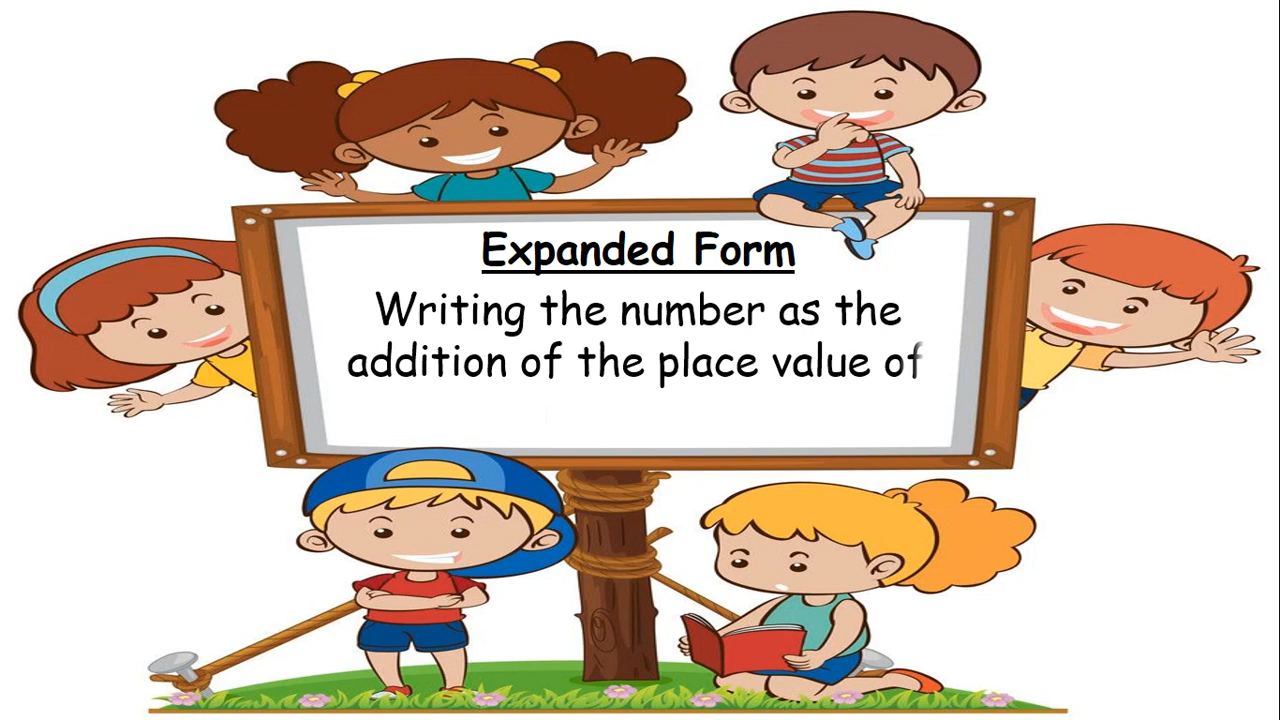 Expanded Form
Writing the number as the
addition of the place value of